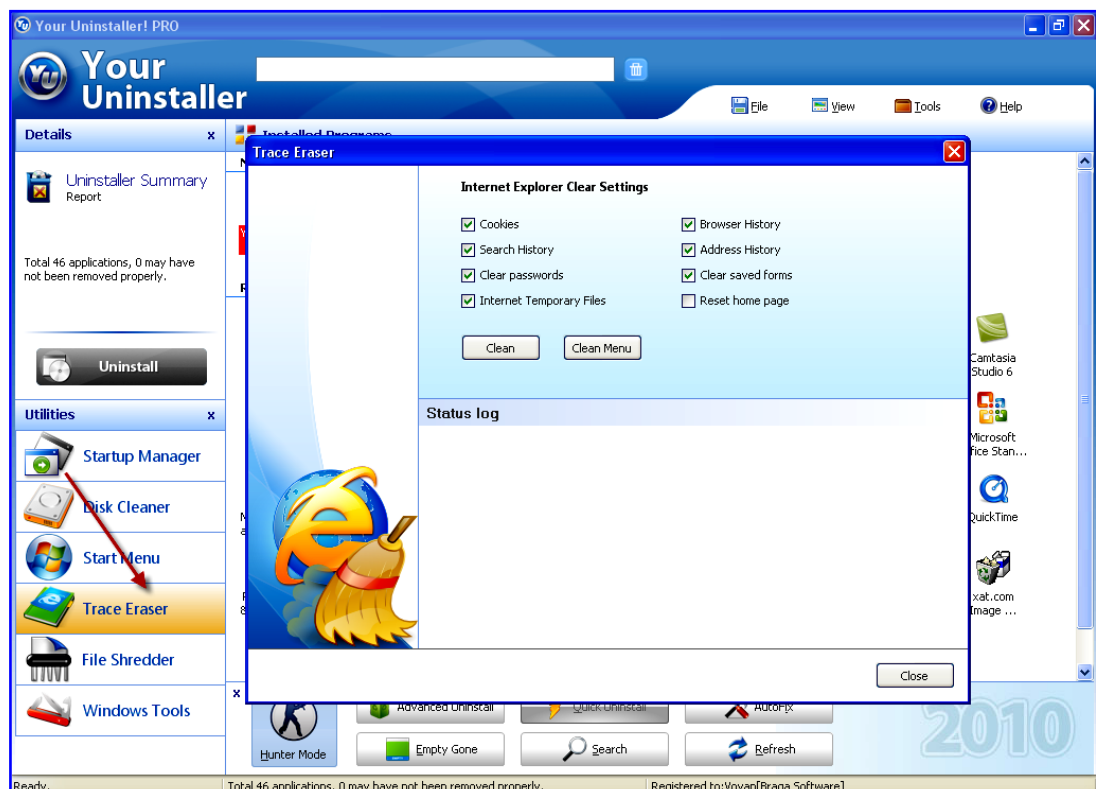 Your Uninstaller! PRO
YU
Your
Uninstaller
File
View
Tools
Help
Details
x
Installed Programs
Uninstaller Summary
Report
Total 46 applications, 0 may have
not been removed properly.
Uninstall
Utilities
x
Startup Manager
Disk Cleaner
Start Menu
Trace Eraser
File Shredder
Windows Tools
Trace Eraser
Internet Explorer Clear Settings
Cookies
Browser History
Search History
Address History
Clear passwords
Clear saved forms
Internet Temporary Files
Reset home page
Clean
Clean Menu
Status log
Close
Camtasia
Studio 6
Microsoft
fice Stan...
QuickTime
xat.com
Image ...
x
Hunter Mode
Advanced Uninstall
Quick Uninstall
AutoFix
Empty Gone
Search
Refresh
2010
Ready.
Total 46 applications, 0 may have not been removed properly.
Registered to:Voyan[Braga Software]